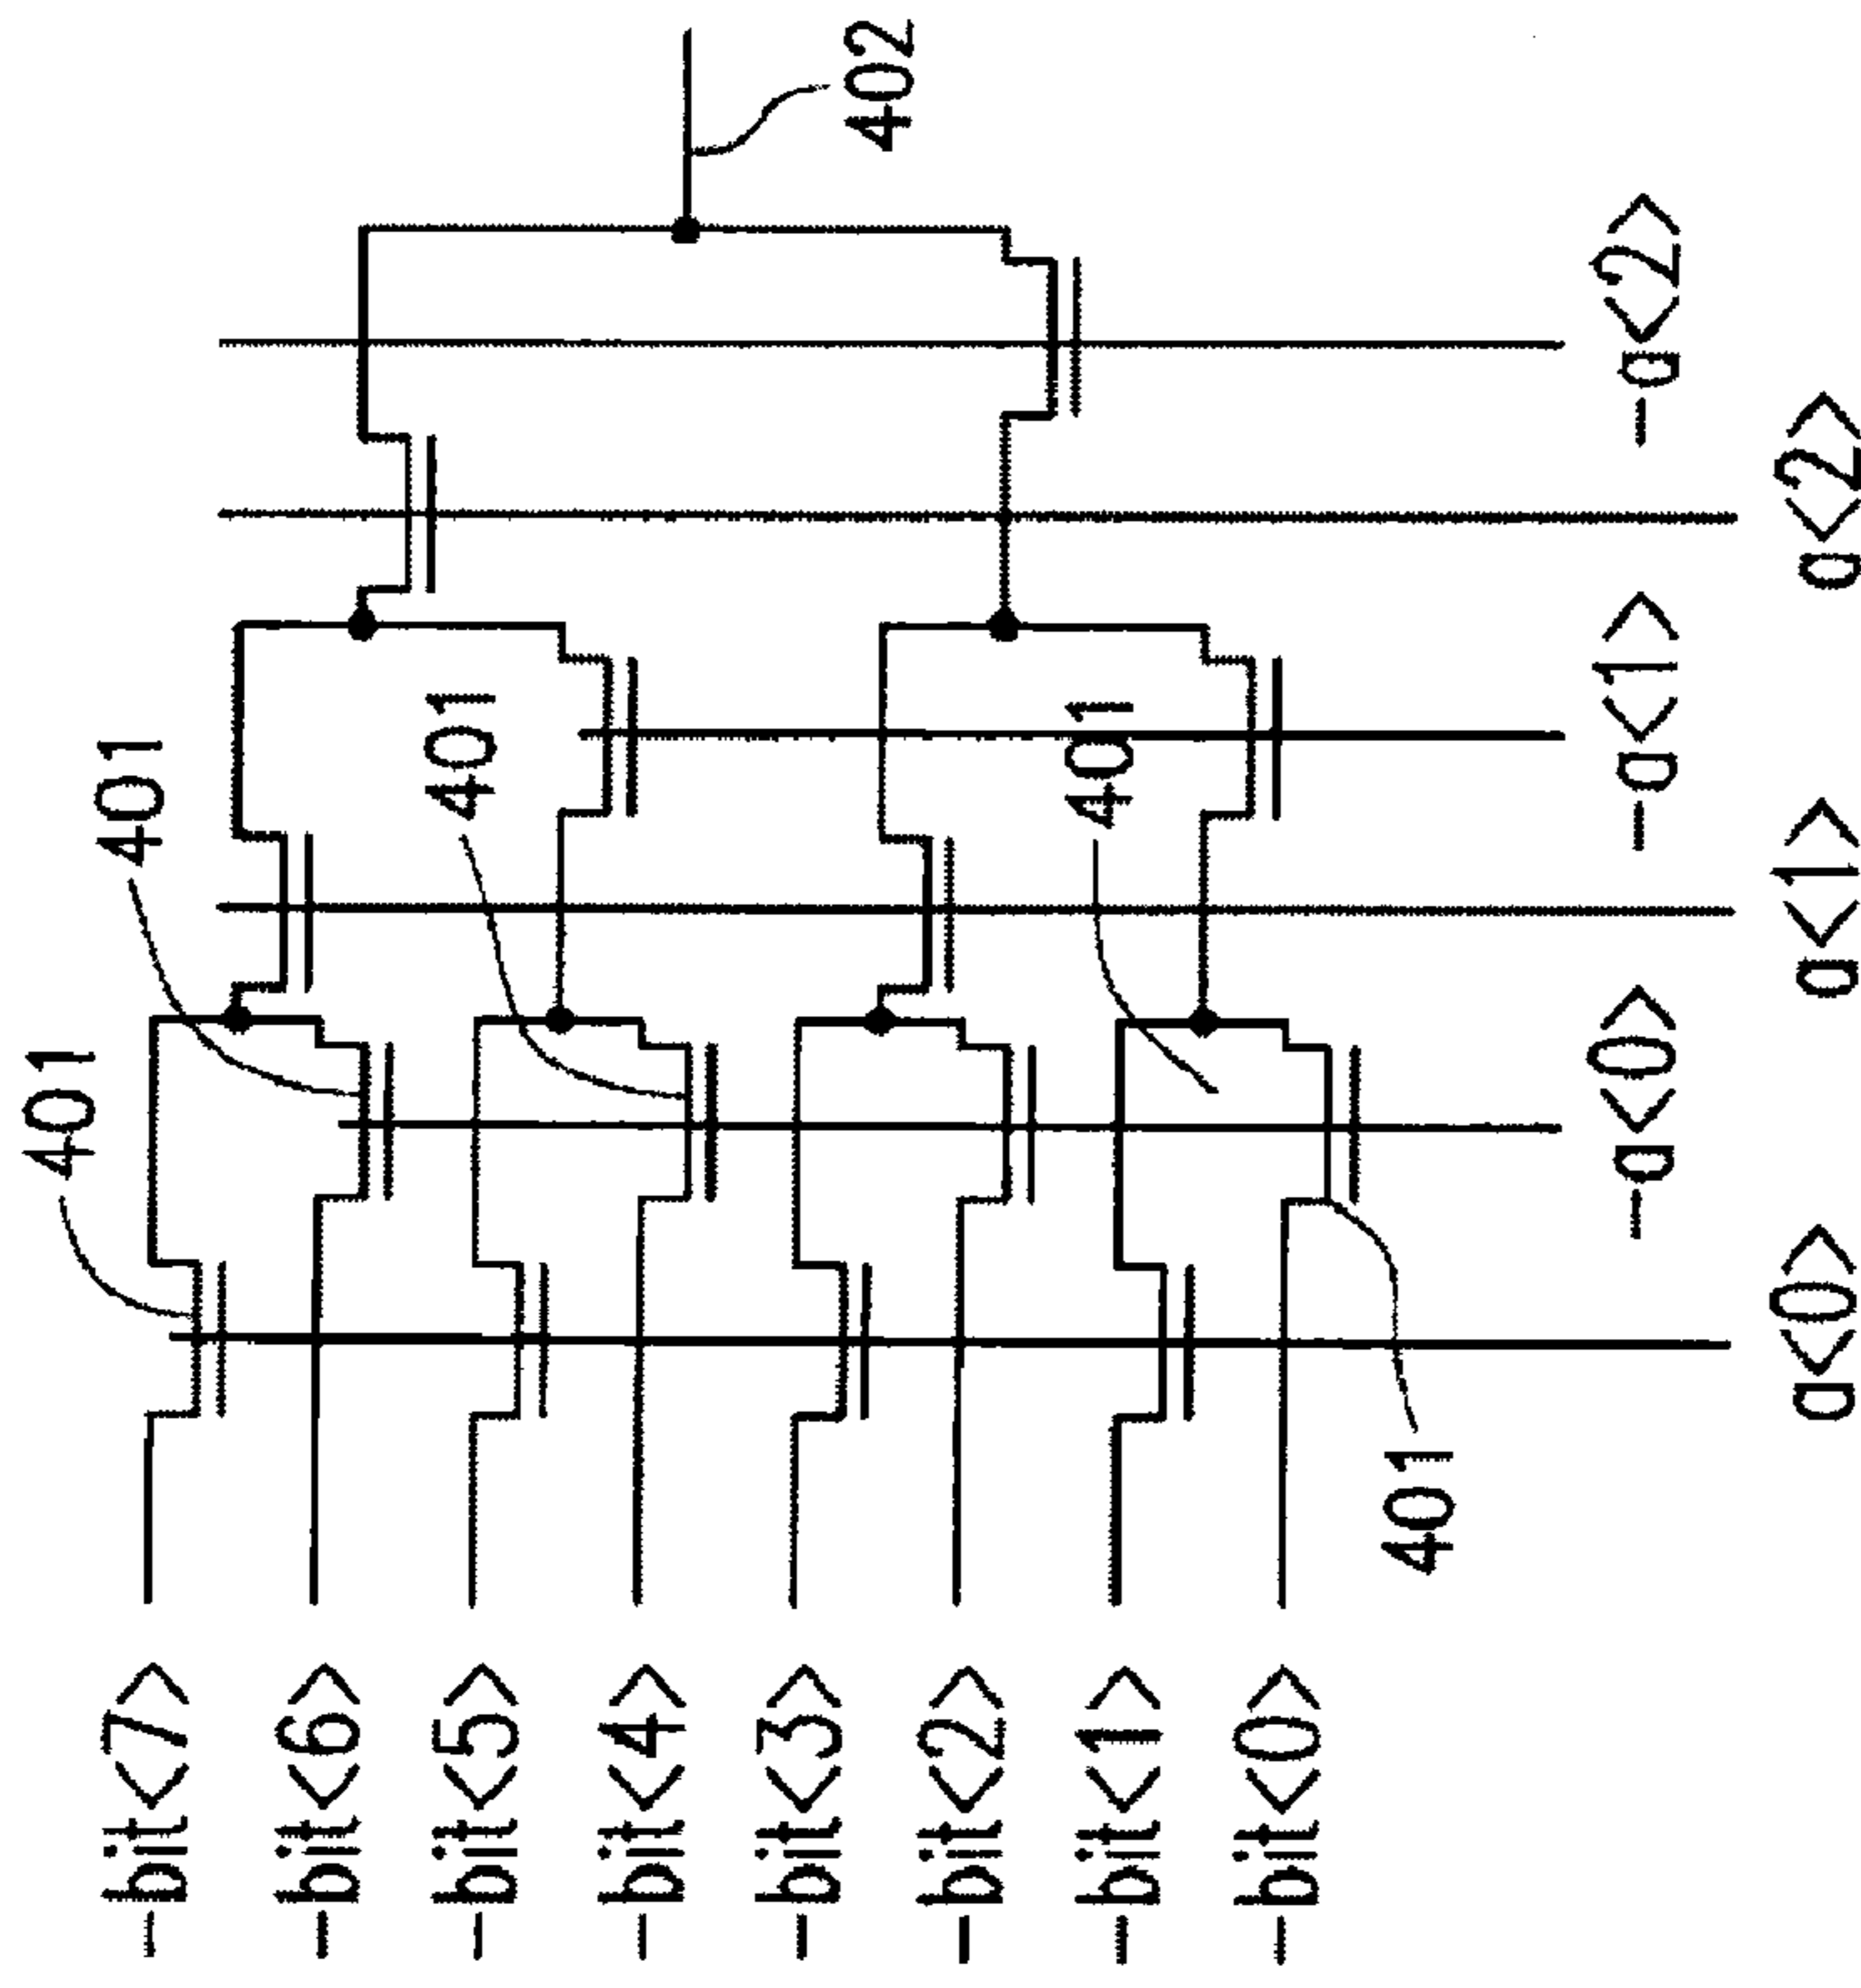 -bit<7>
-bit<6>
-bit<5>
-bit<4>
-bit<3>
-bit<2>
-bit<1>
-bit<0>
401
401
401
401
401
402
a<0>
-a<0>
a<1>
-a<1>
a<2>
-a<2>